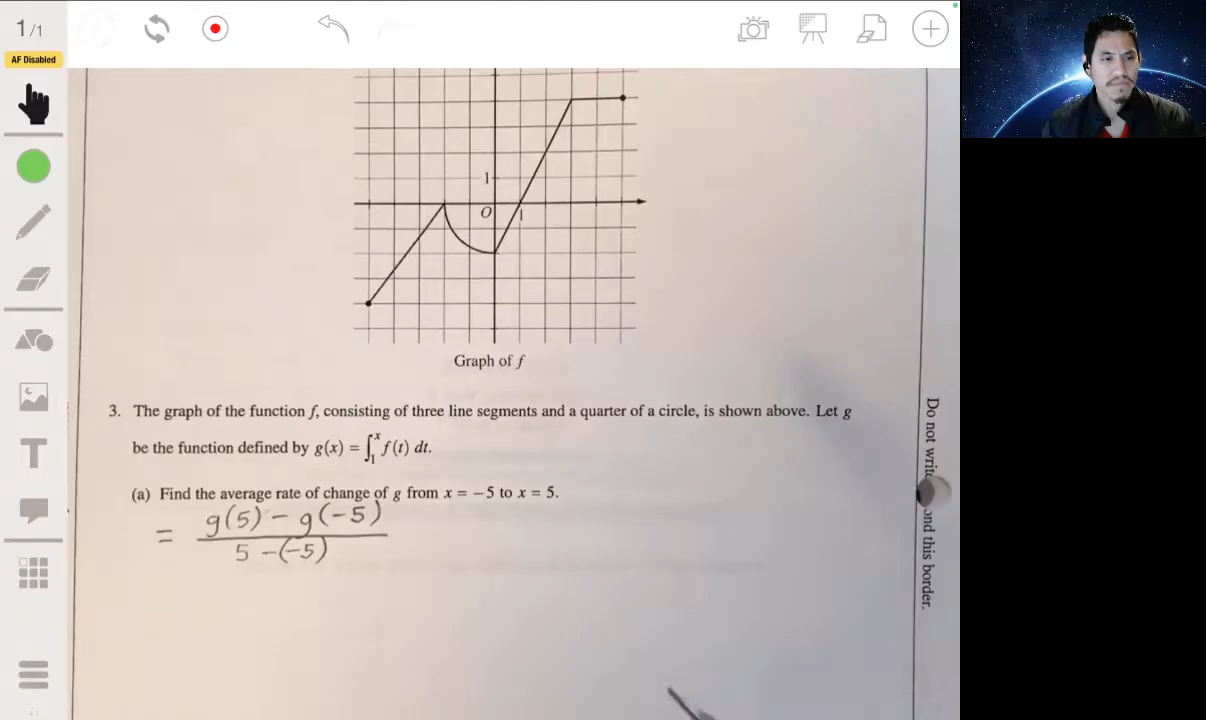 1/1
AF Disabled
1
O
1
Graph of f
3. The graph of the function f, consisting of three line segments and a quarter of a circle, is shown above. Let g
be the function defined by g(x) = ∫₁ˣ f(t) dt.
(a) Find the average rate of change of g from x = −5 to x = 5.
= g(5) − g(−5)
5 −(−5)
Do not write
ond this border.
T